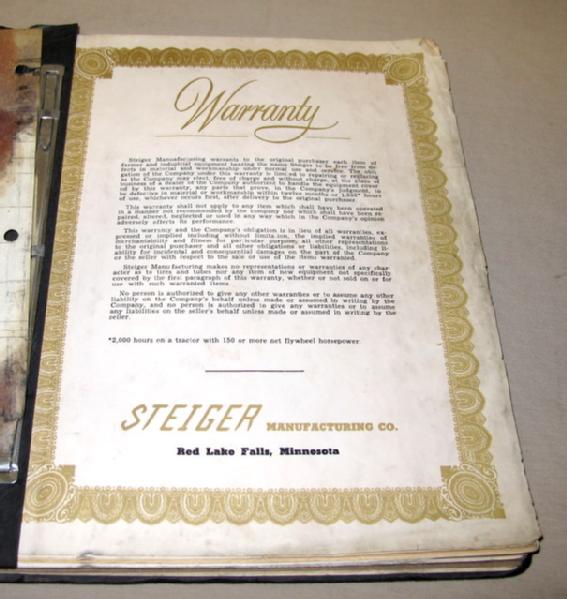 Warranty
Steiger Manufacturing warrants to the original purchaser each item of
farmer and industrial equipment bearing the name Steiger to be free from de-
fects in material and workmanship under normal use and service. The obli-
gation of the Company under this warranty is limited to repairing or replacing
as the Company may elect, free of charge and without charge, at the place of
business of a dealer of the Company authorized to handle the equipment cover
ed by this warranty, any parts that prove, in the Company's judgment, to
be defective in material or workmanship within twelve months or 1,500* hours
of use, whichever occurs first, after delivery to the original purchaser.
This warranty shall not apply to any item which shall have been operated
in a manner not recommended by the company nor which shall have been re-
paired, altered, neglected or used in any way which in the Company's opinion
adversely affects its performance.
This warranty and the Company's obligation is in lieu of all warranties, ex-
pressed or implied including without limitation, the implied warranties of
merchantability and fitness for particular purpose, all other representations
to the original purchaser and all other obligations or liabilities, including li-
ability for incidental and consequential damages on the part of the Company
or the seller with respect to the sale or use of the items warranted.
Steiger Manufacturing makes no representations or warranties of any char-
acter as to tires and tubes nor any item of new equipment not specifically
covered by the first paragraph of this warranty, whether or not sold on or for
use with such warranted items.
No person is authorized to give any other warranties or to assume any other
liability on the Company's behalf unless made or assumed in writing by the
Company, and no person is authorized to give any warranties or to assume
any liabilities on the seller's behalf unless made or assumed in writing by the
seller.
*2,000 hours on a tractor with 150 or more net flywheel horsepower.
STEIGER MANUFACTURING CO.
Red Lake Falls, Minnesota